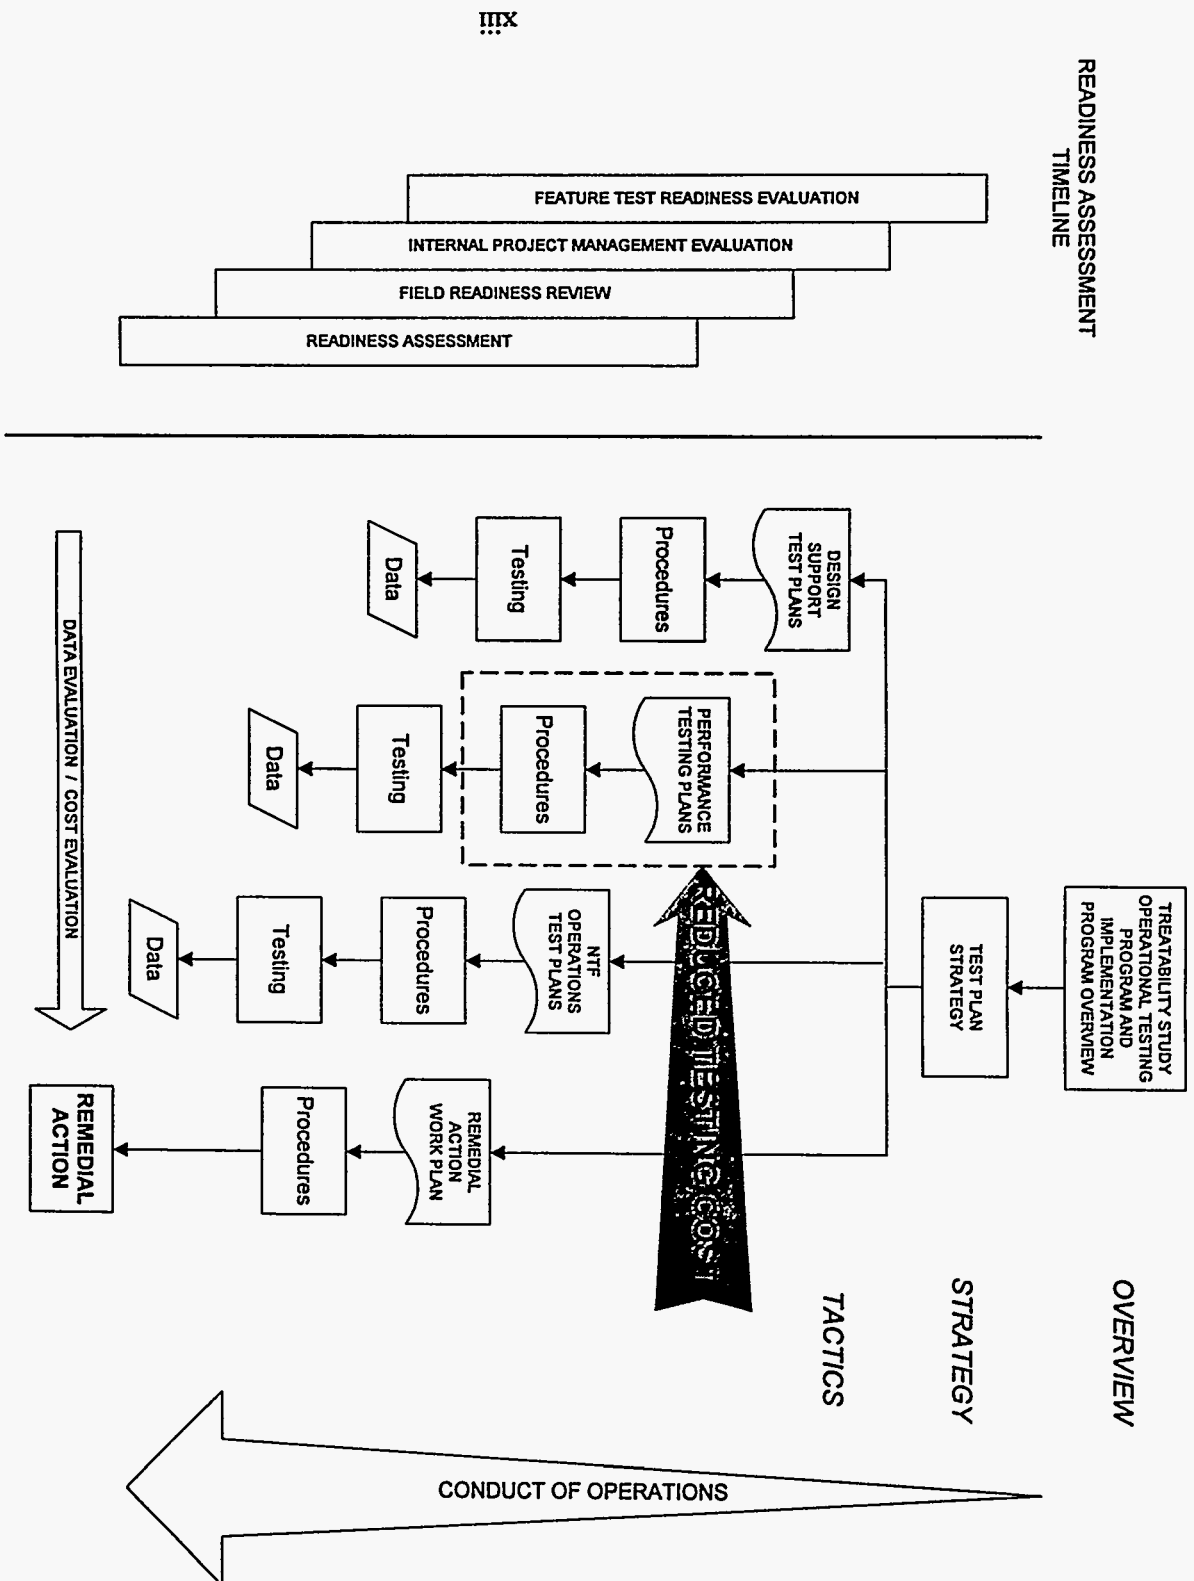 xiii
READINESS ASSESSMENT
TIMELINE
FEATURE TEST READINESS EVALUATION
INTERNAL PROJECT MANAGEMENT EVALUATION
FIELD READINESS REVIEW
READINESS ASSESSMENT
OVERVIEW
TREATABILITY STUDY
OPERATIONAL TESTING
PROGRAM AND
IMPLEMENTATION
PROGRAM OVERVIEW
STRATEGY
TEST PLAN
STRATEGY
TACTICS
DESIGN
SUPPORT
TEST PLANS
Procedures
Testing
Data
PERFORMANCE
TESTING PLANS
Procedures
Testing
Data
REDUCED TESTING COST
NTF
OPERATIONS
TEST PLANS
Procedures
Testing
Data
REMEDIAL
ACTION
WORK PLAN
Procedures
REMEDIAL
ACTION
DATA EVALUATION / COST EVALUATION
CONDUCT OF OPERATIONS